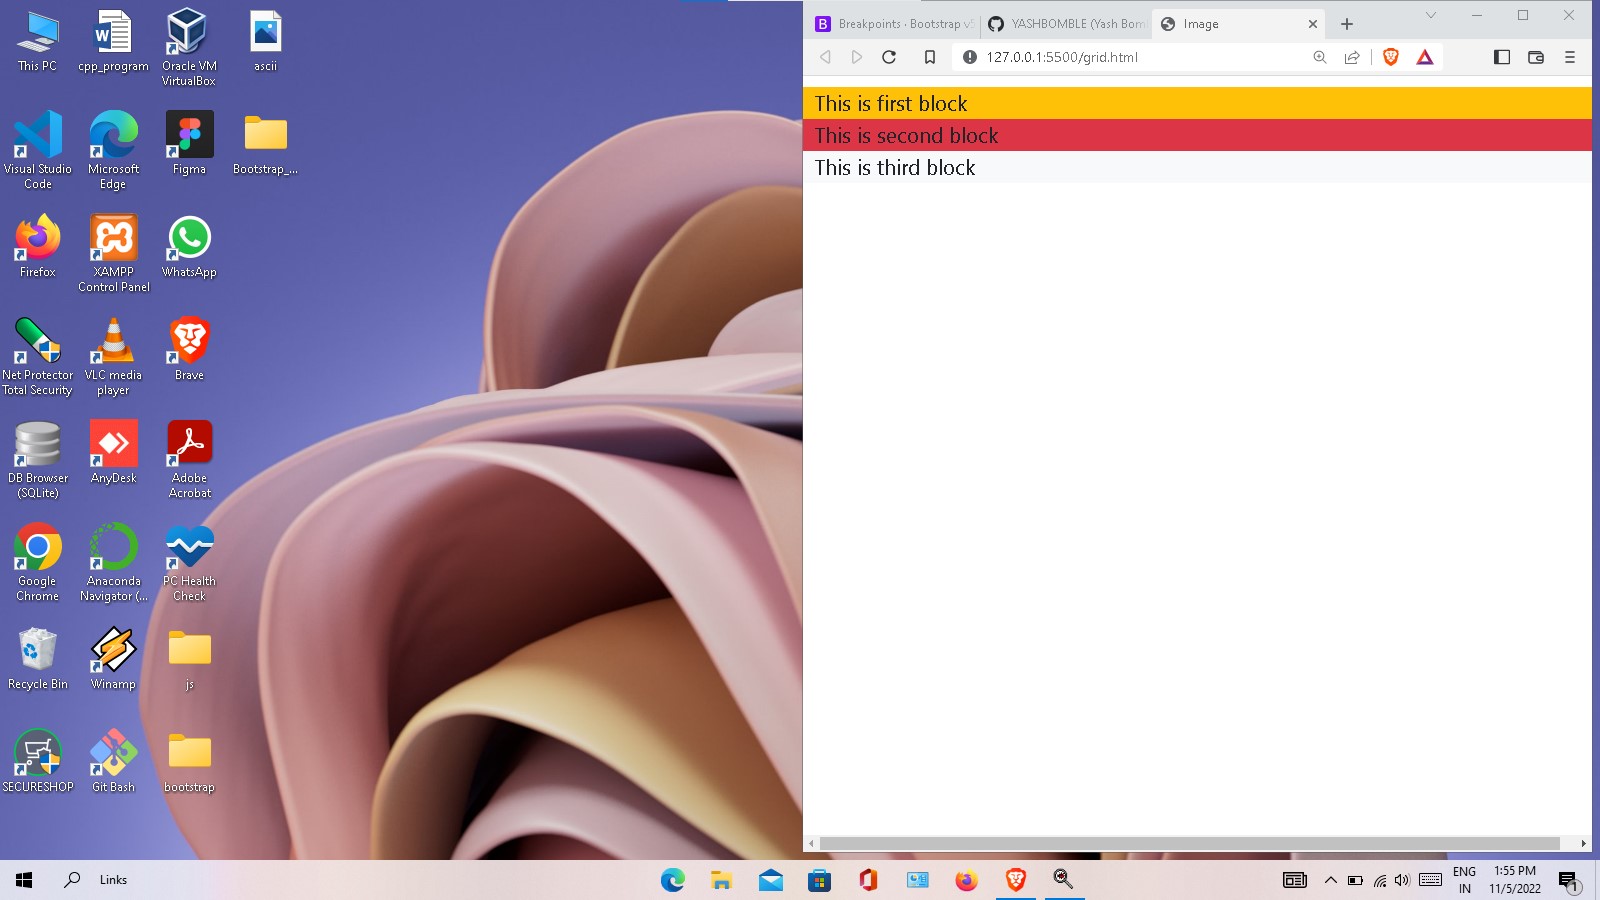 This PC
cpp_program
Oracle VM
VirtualBox
ascii
Visual Studio
Code
Microsoft
Edge
Figma
Bootstrap_...
Firefox
XAMPP
Control Panel
WhatsApp
Net Protector
Total Security
VLC media
player
Brave
DB Browser
(SQLite)
AnyDesk
Adobe
Acrobat
Google
Chrome
Anaconda
Navigator (...
PC Health
Check
Recycle Bin
Winamp
js
SECURESHOP
Git Bash
bootstrap
Breakpoints · Bootstrap v5
YASHBOMBLE (Yash Bom
Image
127.0.0.1:5500/grid.html
This is first block
This is second block
This is third block
Links
ENG
IN
1:55 PM
11/5/2022
1